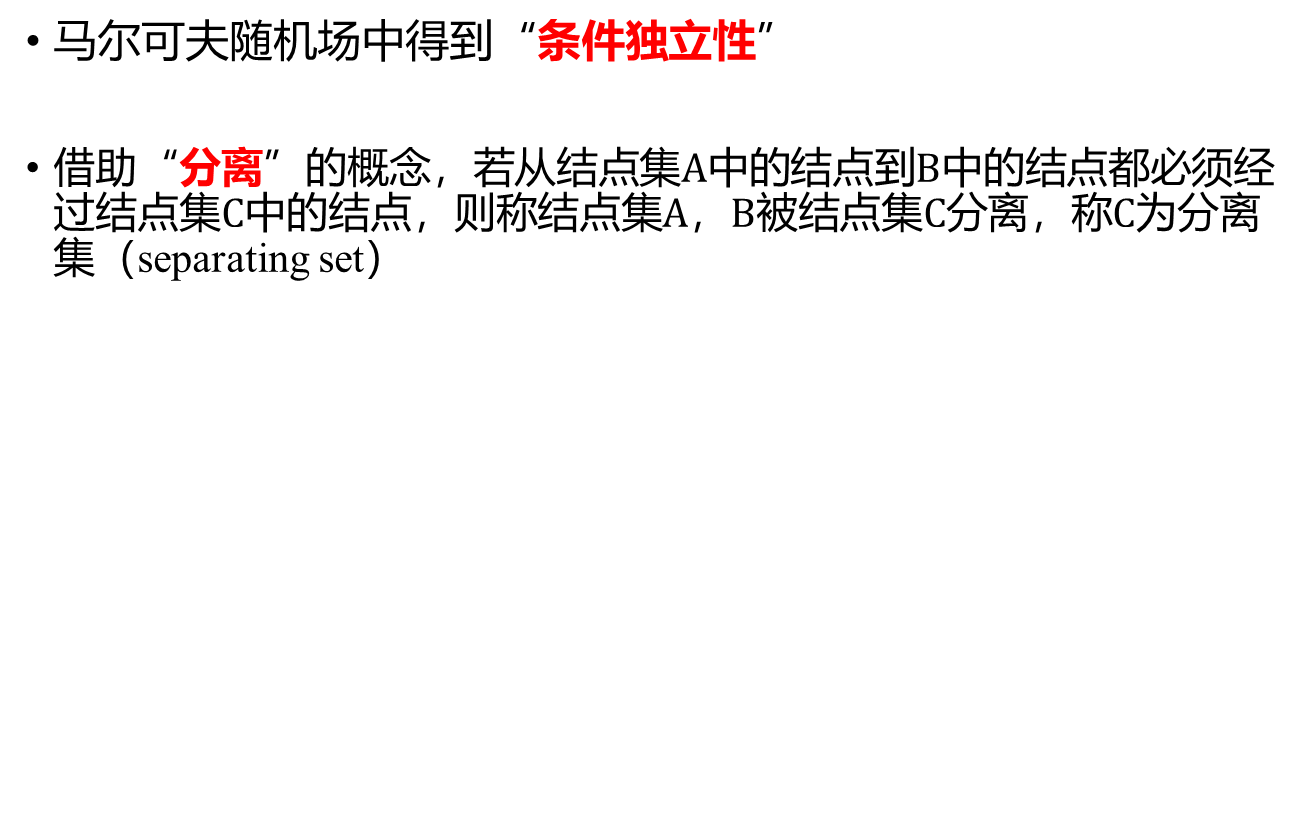 • 马尔可夫随机场中得到“条件独立性”
• 借助“分离”的概念，若从结点集A中的结点到B中的结点都必须经
过结点集C中的结点，则称结点集A，B被结点集C分离，称C为分离
集（separating set）